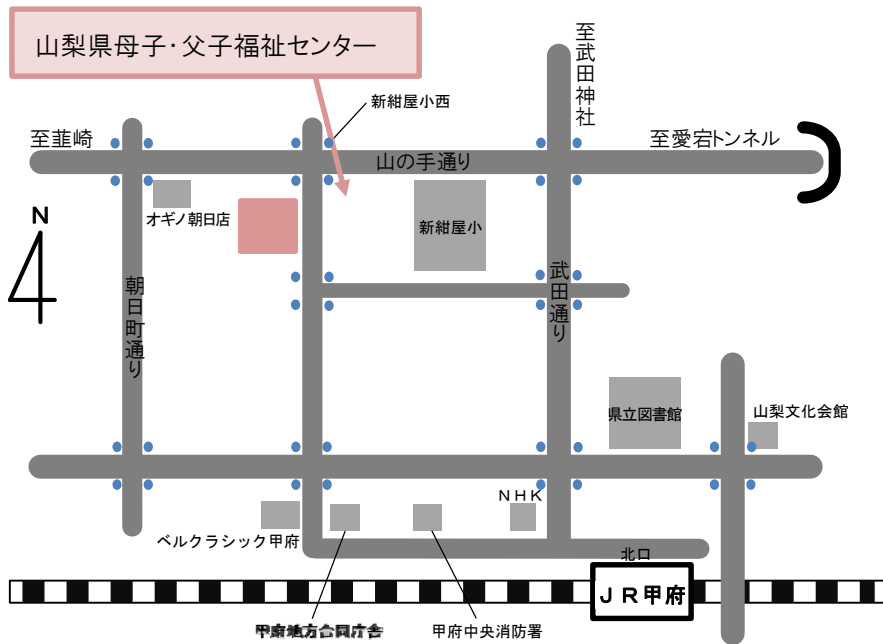 山梨県母子・父子福祉センター
至武田神社
新紺屋小西
至韮崎
山の手通り
至愛宕トンネル
オギノ朝日店
新紺屋小
N
朝日町通り
武田通り
県立図書館
山梨文化会館
NHK
ベルクラシック甲府
北口
JR甲府
甲府地方合同庁舎
甲府中央消防署